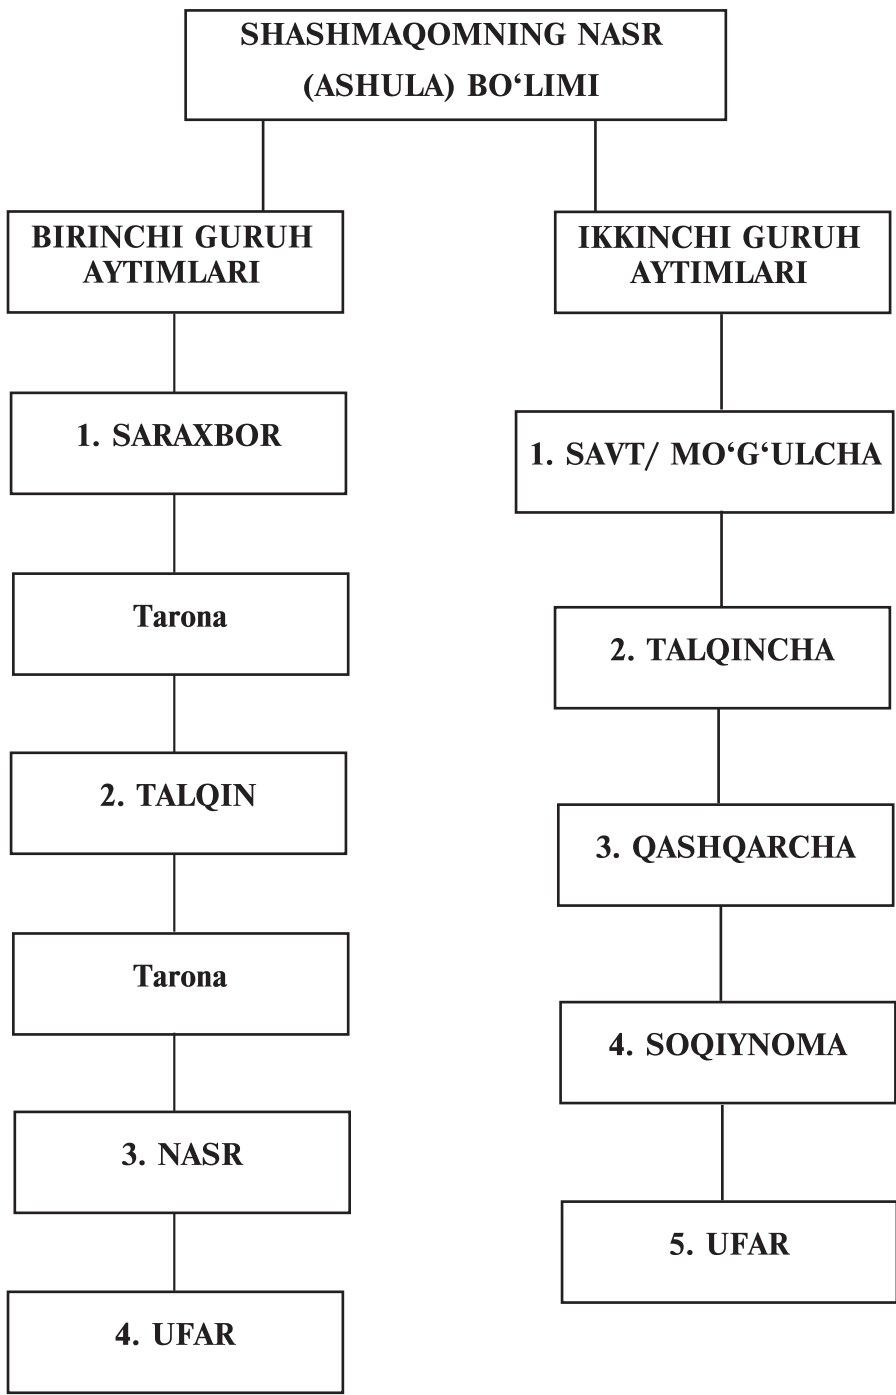 SHASHMAQOMNING NASR
(ASHULA) BO‘LIMI
BIRINCHI GURUH
AYTIMLARI
1. SARAXBOR
Tarona
2. TALQIN
Tarona
3. NASR
4. UFAR
IKKINCHI GURUH
AYTIMLARI
1. SAVT/ MO‘G‘ULCHA
2. TALQINCHA
3. QASHQARCHA
4. SOQIYNOMA
5. UFAR